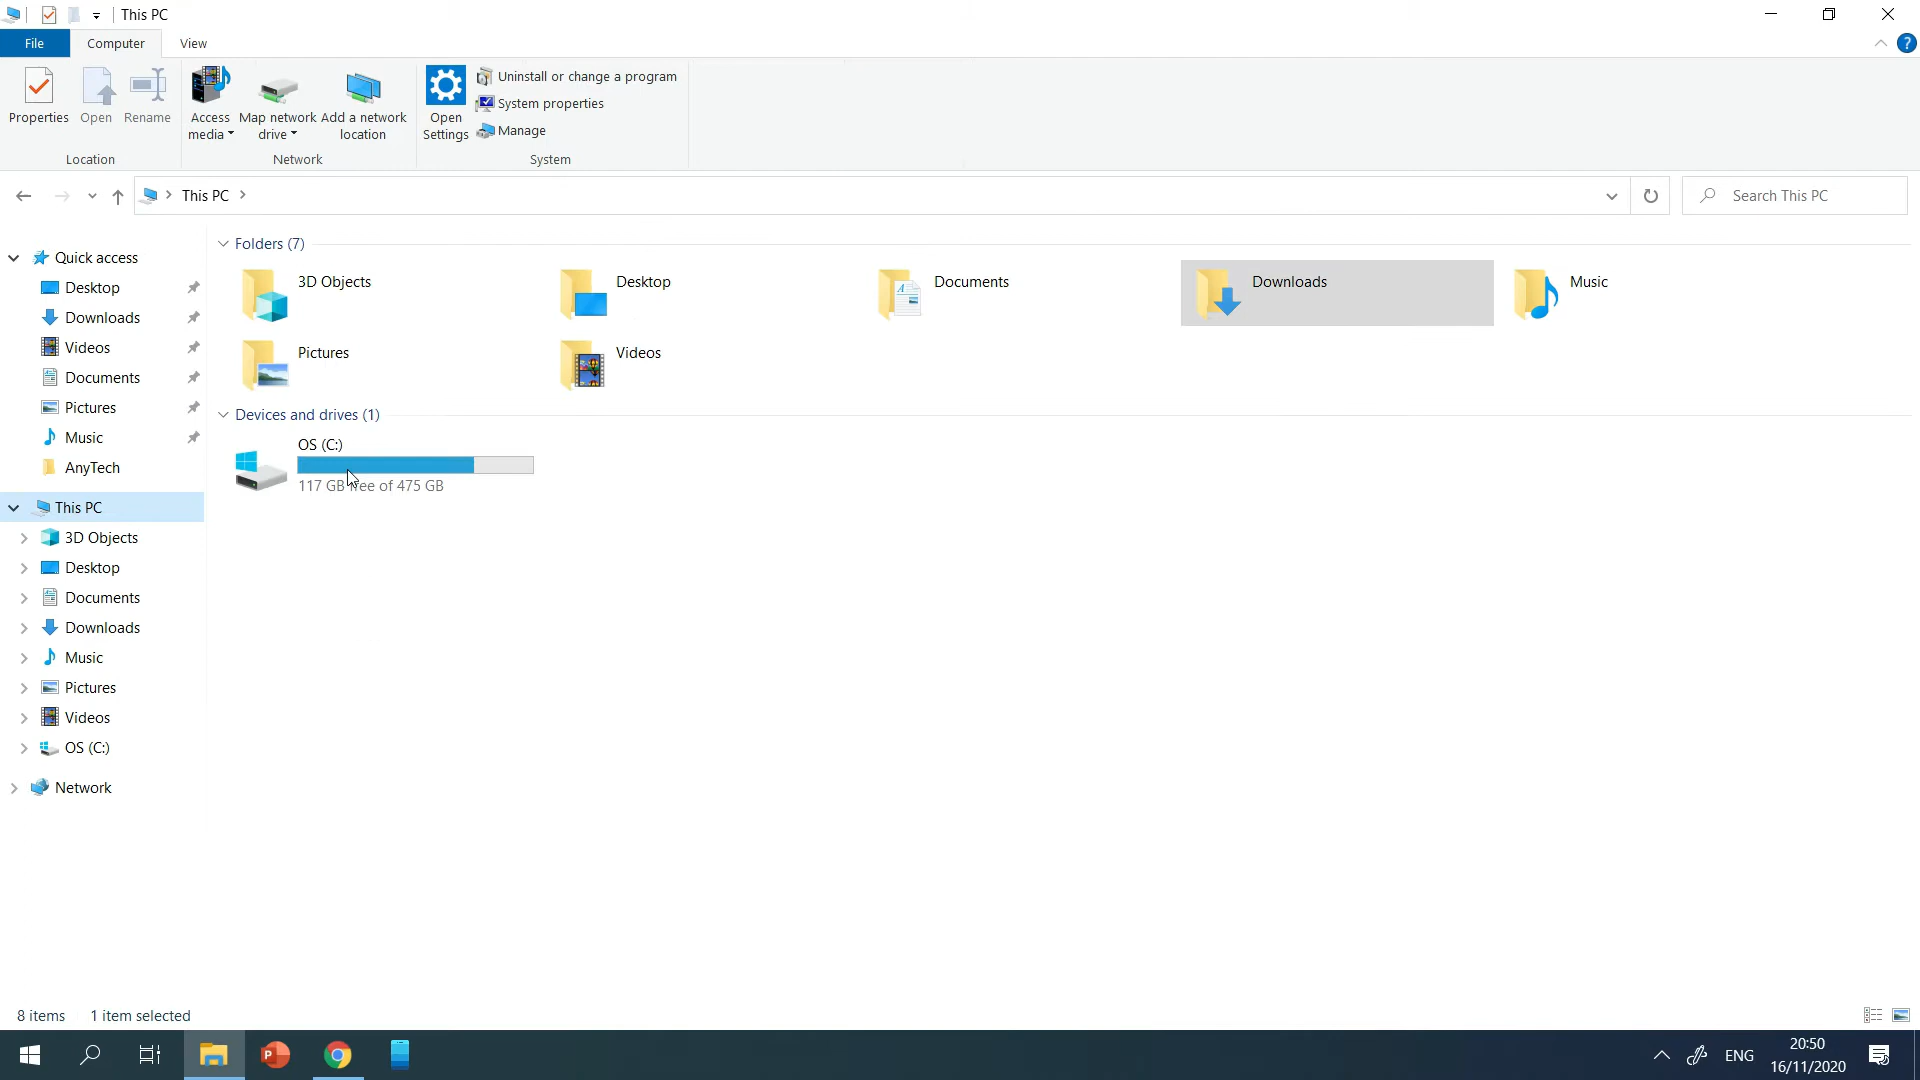 This PC
File
Computer
View
Properties
Open
Rename
Access
media
Map network
drive
Add a network
location
Open
Settings
Uninstall or change a program
System properties
Manage
Location
Network
System
This PC
Search This PC
Quick access
Desktop
Downloads
Videos
Documents
Pictures
Music
AnyTech
This PC
3D Objects
Desktop
Documents
Downloads
Music
Pictures
Videos
OS (C:)
Network
Folders (7)
3D Objects
Desktop
Documents
Downloads
Music
Pictures
Videos
Devices and drives (1)
OS (C:)
117 GB free of 475 GB
8 items
1 item selected
P
ENG
20:50
16/11/2020